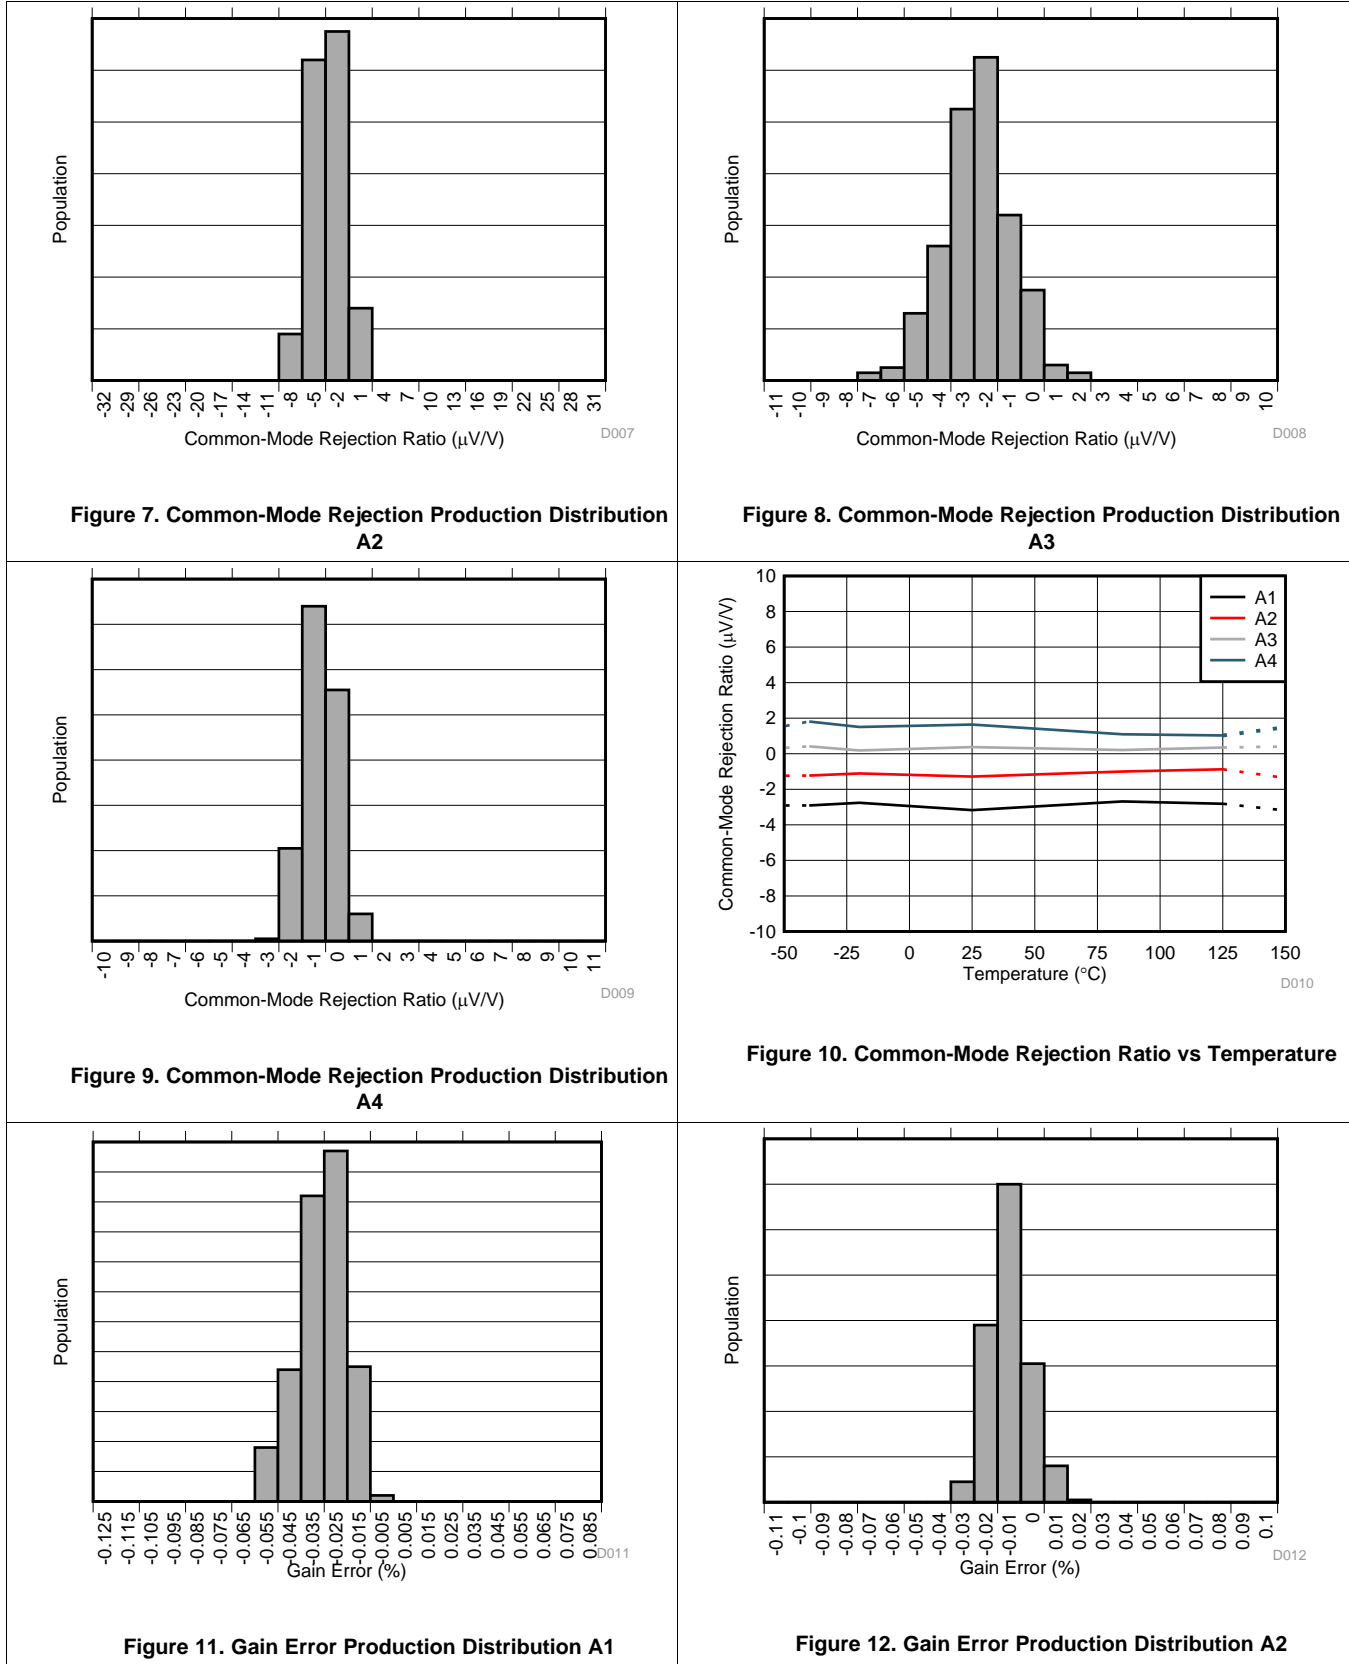 Population
-32 -29 -26 -23 -20 -17 -14 -11 -8 -5 -2 1 4 7 10 13 16 19 22 25 28 31
Common-Mode Rejection Ratio (μV/V)
D007
Figure 7. Common-Mode Rejection Production Distribution
A2
Population
-11 -10 -9 -8 -7 -6 -5 -4 -3 -2 -1 0 1 2 3 4 5 6 7 8 9 10
Common-Mode Rejection Ratio (μV/V)
D008
Figure 8. Common-Mode Rejection Production Distribution
A3
Population
-10 -9 -8 -7 -6 -5 -4 -3 -2 -1 0 1 2 3 4 5 6 7 8 9 10 11
Common-Mode Rejection Ratio (μV/V)
D009
Figure 9. Common-Mode Rejection Production Distribution
A4
Common-Mode Rejection Ratio (μV/V)
10
8
6
4
2
0
-2
-4
-6
-8
-10
A1
A2
A3
A4
-50 -25 0 25 50 75 100 125 150
Temperature (°C)
D010
Figure 10. Common-Mode Rejection Ratio vs Temperature
Population
-0.125 -0.115 -0.105 -0.095 -0.085 -0.075 -0.065 -0.055 -0.045 -0.035 -0.025 -0.015 -0.005 0.005 0.015 0.025 0.035 0.045 0.055 0.065 0.075 0.085
Gain Error (%)
D011
Figure 11. Gain Error Production Distribution A1
Population
-0.11 -0.1 -0.09 -0.08 -0.07 -0.06 -0.05 -0.04 -0.03 -0.02 -0.01 0 0.01 0.02 0.03 0.04 0.05 0.06 0.07 0.08 0.09 0.1
Gain Error (%)
D012
Figure 12. Gain Error Production Distribution A2